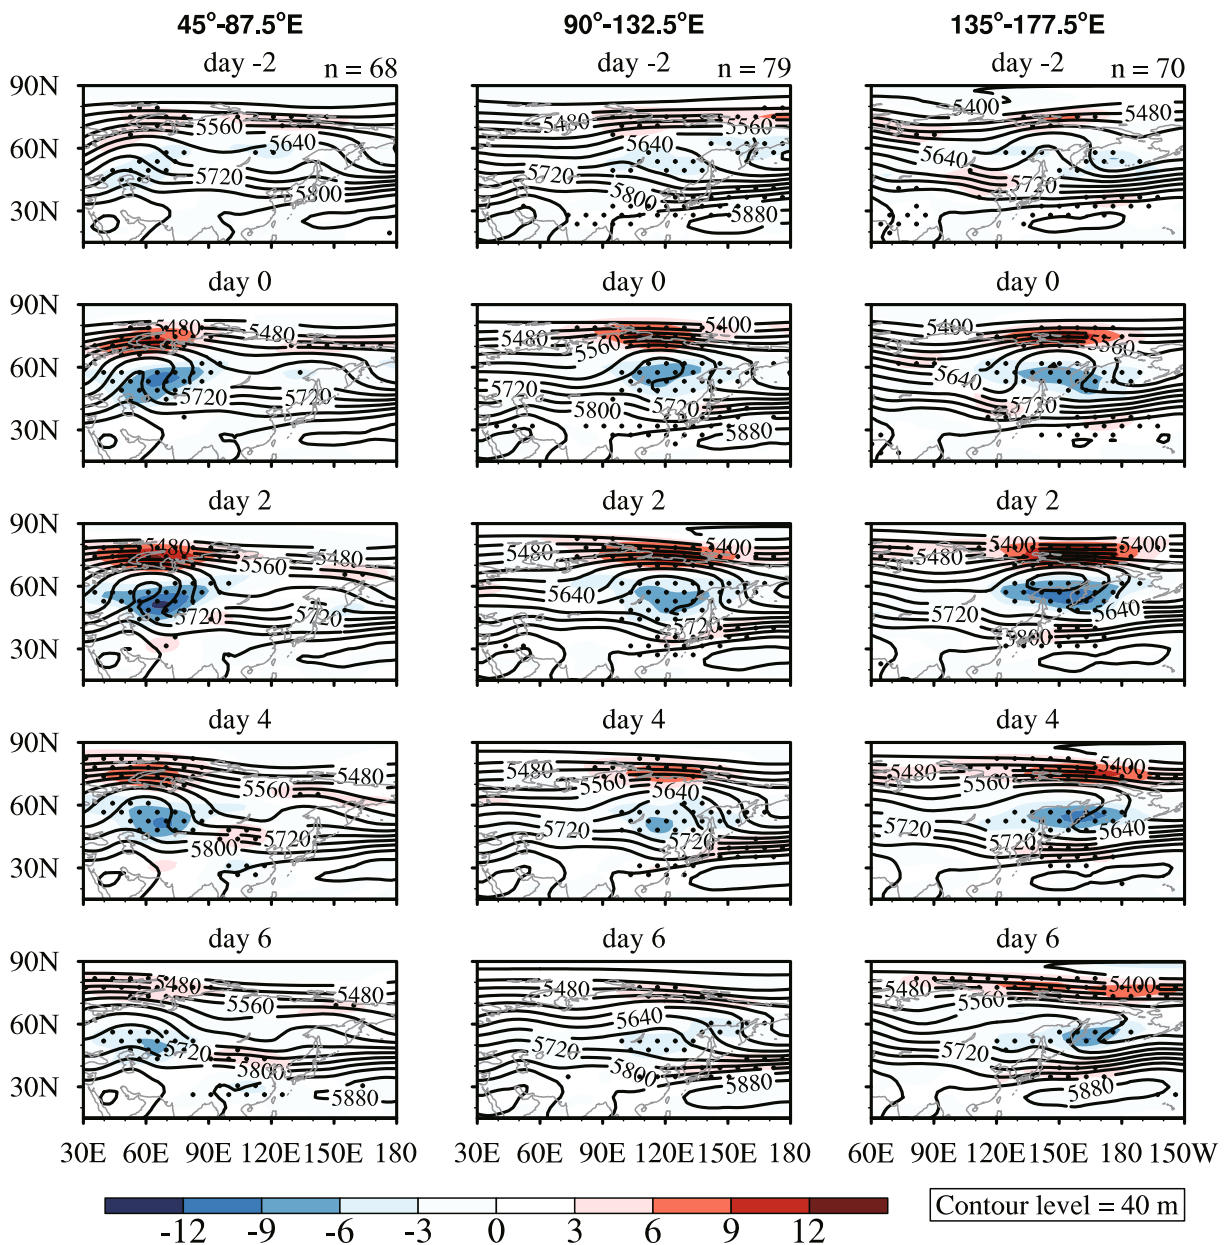 45°-87.5°E 90°-132.5°E 135°-177.5°E
day -2 n = 68 day -2 n = 79 day -2 n = 70
90N
60N
30N
5560 5640 5720 5800
5480 5560 5640 5800 5880
5400 5480 5640 5720
day 0 day 0 day 0
90N
60N
30N
5480 5480 5720 5720
5480 5400 5560 5720 5800 5720 5880
5400 5560 5640 5720
day 2 day 2 day 2
90N
60N
30N
5480 5480 5560 5720 5720
5480 5400 5640 5720
5480 5400 5400 5720 5640 5800
day 4 day 4 day 4
90N
60N
30N
5480 5560 5720 5800
5480 5560 5640 5720 5720
5480 5400 5560 5720 5720 5640
day 6 day 6 day 6
90N
60N
30N
5480 5480 5560 5720 5800 5880
5480 5640 5720 5800 5880
5480 5400 5560 5720 5720 5880
30E 60E 90E 120E 150E 180 30E 60E 90E 120E 150E 180 60E 90E 120E 150E 180 150W
-12 -9 -6 -3 0 3 6 9 12
Contour level = 40 m